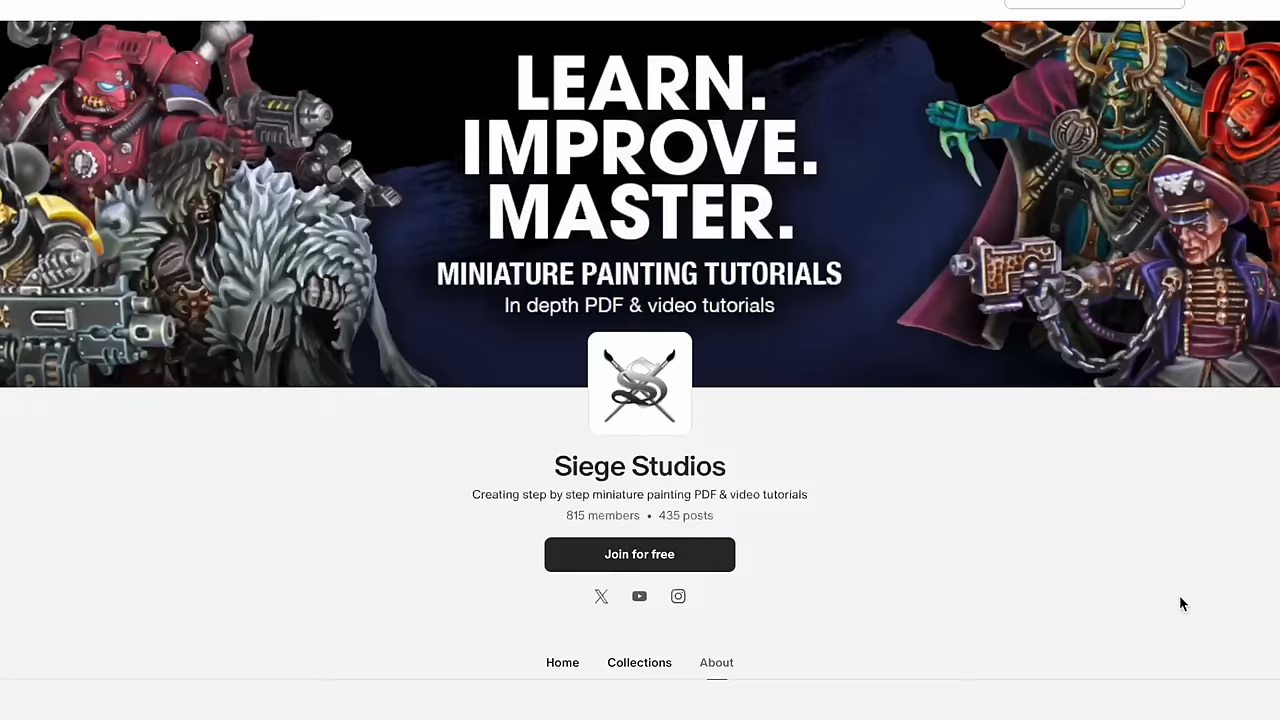 LEARN.
IMPROVE.
MASTER.
MINIATURE PAINTING TUTORIALS
In depth PDF & video tutorials
Siege Studios
Creating step by step miniature painting PDF & video tutorials
815 members • 435 posts
Join for free
Home Collections About